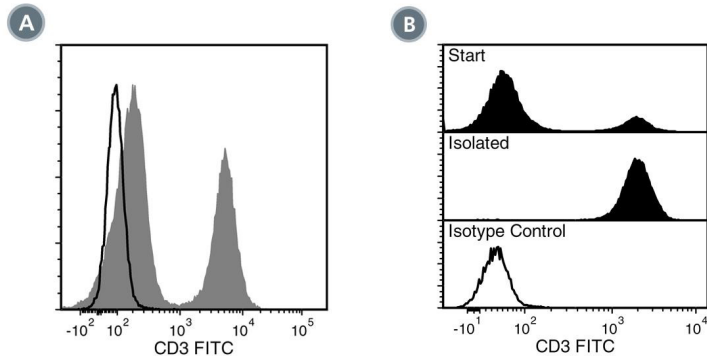 A
-10² 10² 10³ 10⁴ 10⁵
CD3 FITC
B
Start
Isolated
Isotype Control
-10¹ 10² 10³ 10⁴
CD3 FITC